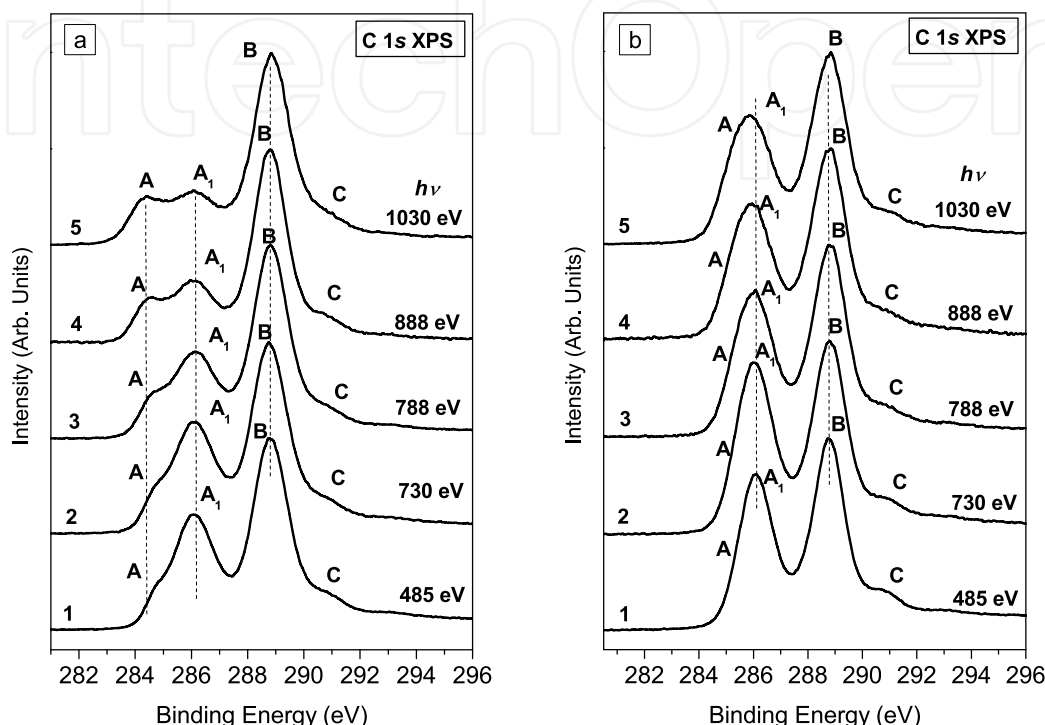 ntechOpen
a
C 1s XPS
B
A
A1
B
C
hν
1030 eV
5
B
A
A1
C
888 eV
4
B
A
A1
C
788 eV
3
B
A
A1
C
730 eV
2
A
A1
C
485 eV
1
282 284 286 288 290 292 294 296
Binding Energy (eV)
Intensity (Arb. Units)
b
C 1s XPS
B
A
A1
B
C
hν
1030 eV
5
A
A1
B
C
888 eV
4
A
A1
B
C
788 eV
3
A
A1
B
C
730 eV
2
A
A1
C
485 eV
1
282 284 286 288 290 292 294 296
Binding Energy (eV)
Intensity (Arb. Units)